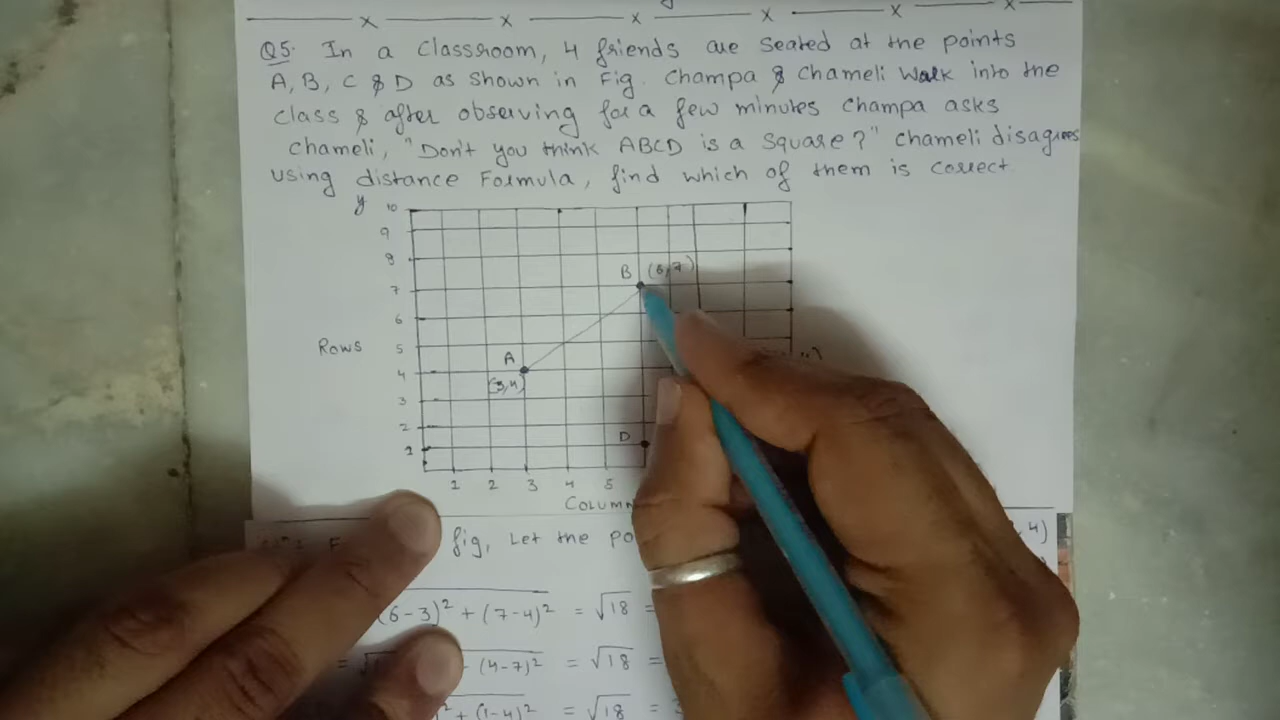 Q5. In a Classroom, 4 friends are Seated at the points
A, B, C & D as shown in Fig. Champa & Chameli Walk into the
class & after observing for a few minutes Champa asks
Chameli, "Don't you think ABCD is a Square?" Chameli disagrees
using distance Formula, find which of them is correct.
y 10
9
8
B (6,7)
7
6
Rows 5
A
4
(3,4)
3
2
D
1
1 2 3 4 5
Column
fig, Let the po 4)
(6-3)² + (7-4)² = √18 =
= (4-7)² = √18 =
² + (1-4)² = √18 = 3